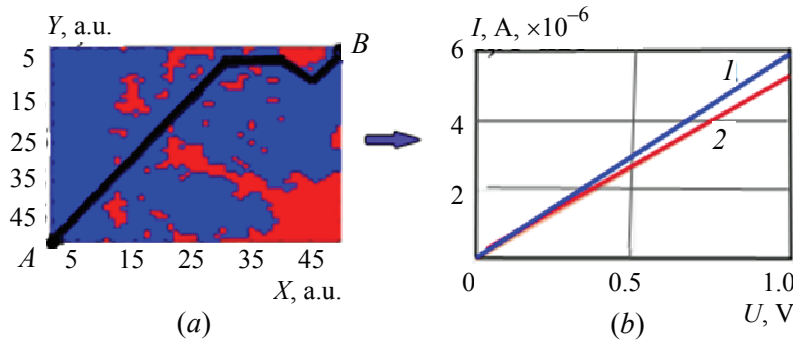 Y, a.u.
5
15
25
35
45
A
B
5 15 25 35 45
X, a.u.
(a)
I, A, ×10⁻⁶
6
4
2
0 0.5 1.0
1
2
U, V
(b)